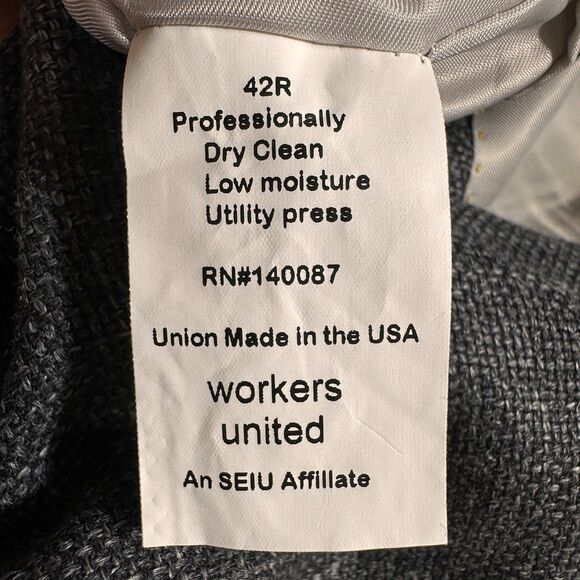 42R
Professionally
Dry Clean
Low moisture
Utility press
RN#140087
Union Made in the USA
workers
united
An SEIU Affillate